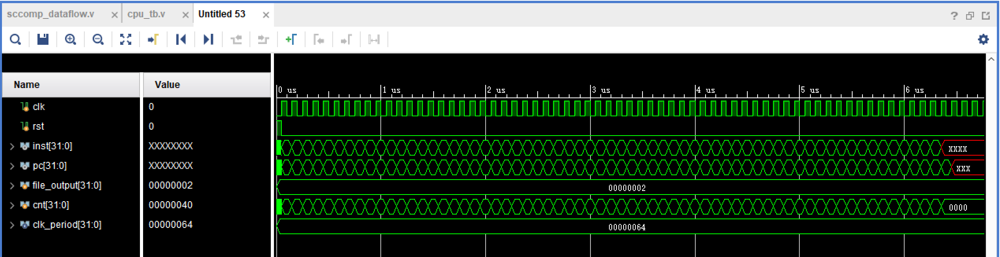 sccomp_dataflow.v × cpu_tb.v × Untitled 53 ×
?
Name Value
0 us 1 us 2 us 3 us 4 us 5 us 6 us
clk 0
rst 0
inst[31:0] XXXXXXXX XXXX
pc[31:0] XXXXXXXX XXX
file_output[31:0] 00000002 00000002
cnt[31:0] 00000040 0000
clk_period[31:0] 00000064 00000064